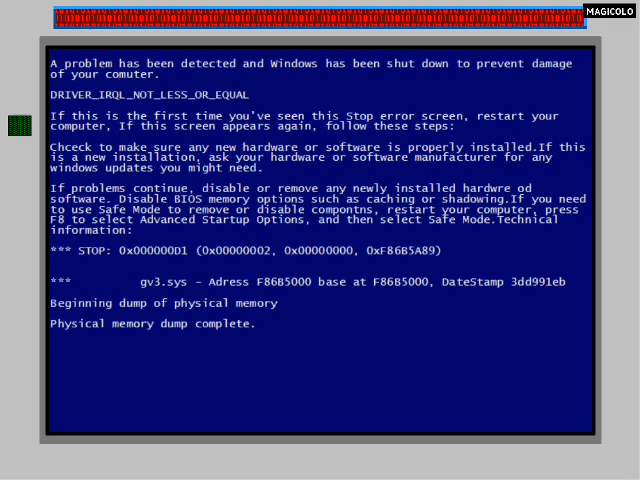 MAGICOLO
A problem has been detected and Windows has been shut down to prevent damage
of your comuter.
DRIVER_IRQL_NOT_LESS_OR_EQUAL
If this is the first time you've seen this Stop error screen, restart your
computer, If this screen appears again, follow these steps:
Chceck to make sure any new hardware or software is properly installed.If this
is a new installation, ask your hardware or software manufacturer for any
windows updates you might need.
If problems continue, disable or remove any newly installed hardwre od
software. Disable BIOS memory options such as caching or shadowing.If you need
to use Safe Mode to remove or disable compontns, restart your computer, press
F8 to select Advanced Startup Options, and then select Safe Mode.Technical
information:
*** STOP: 0x000000D1 (0x00000002, 0x00000000, 0xF86B5A89)
*** gv3.sys - Adress F86B5000 base at F86B5000, DateStamp 3dd991eb
Beginning dump of physical memory
Physical memory dump complete.